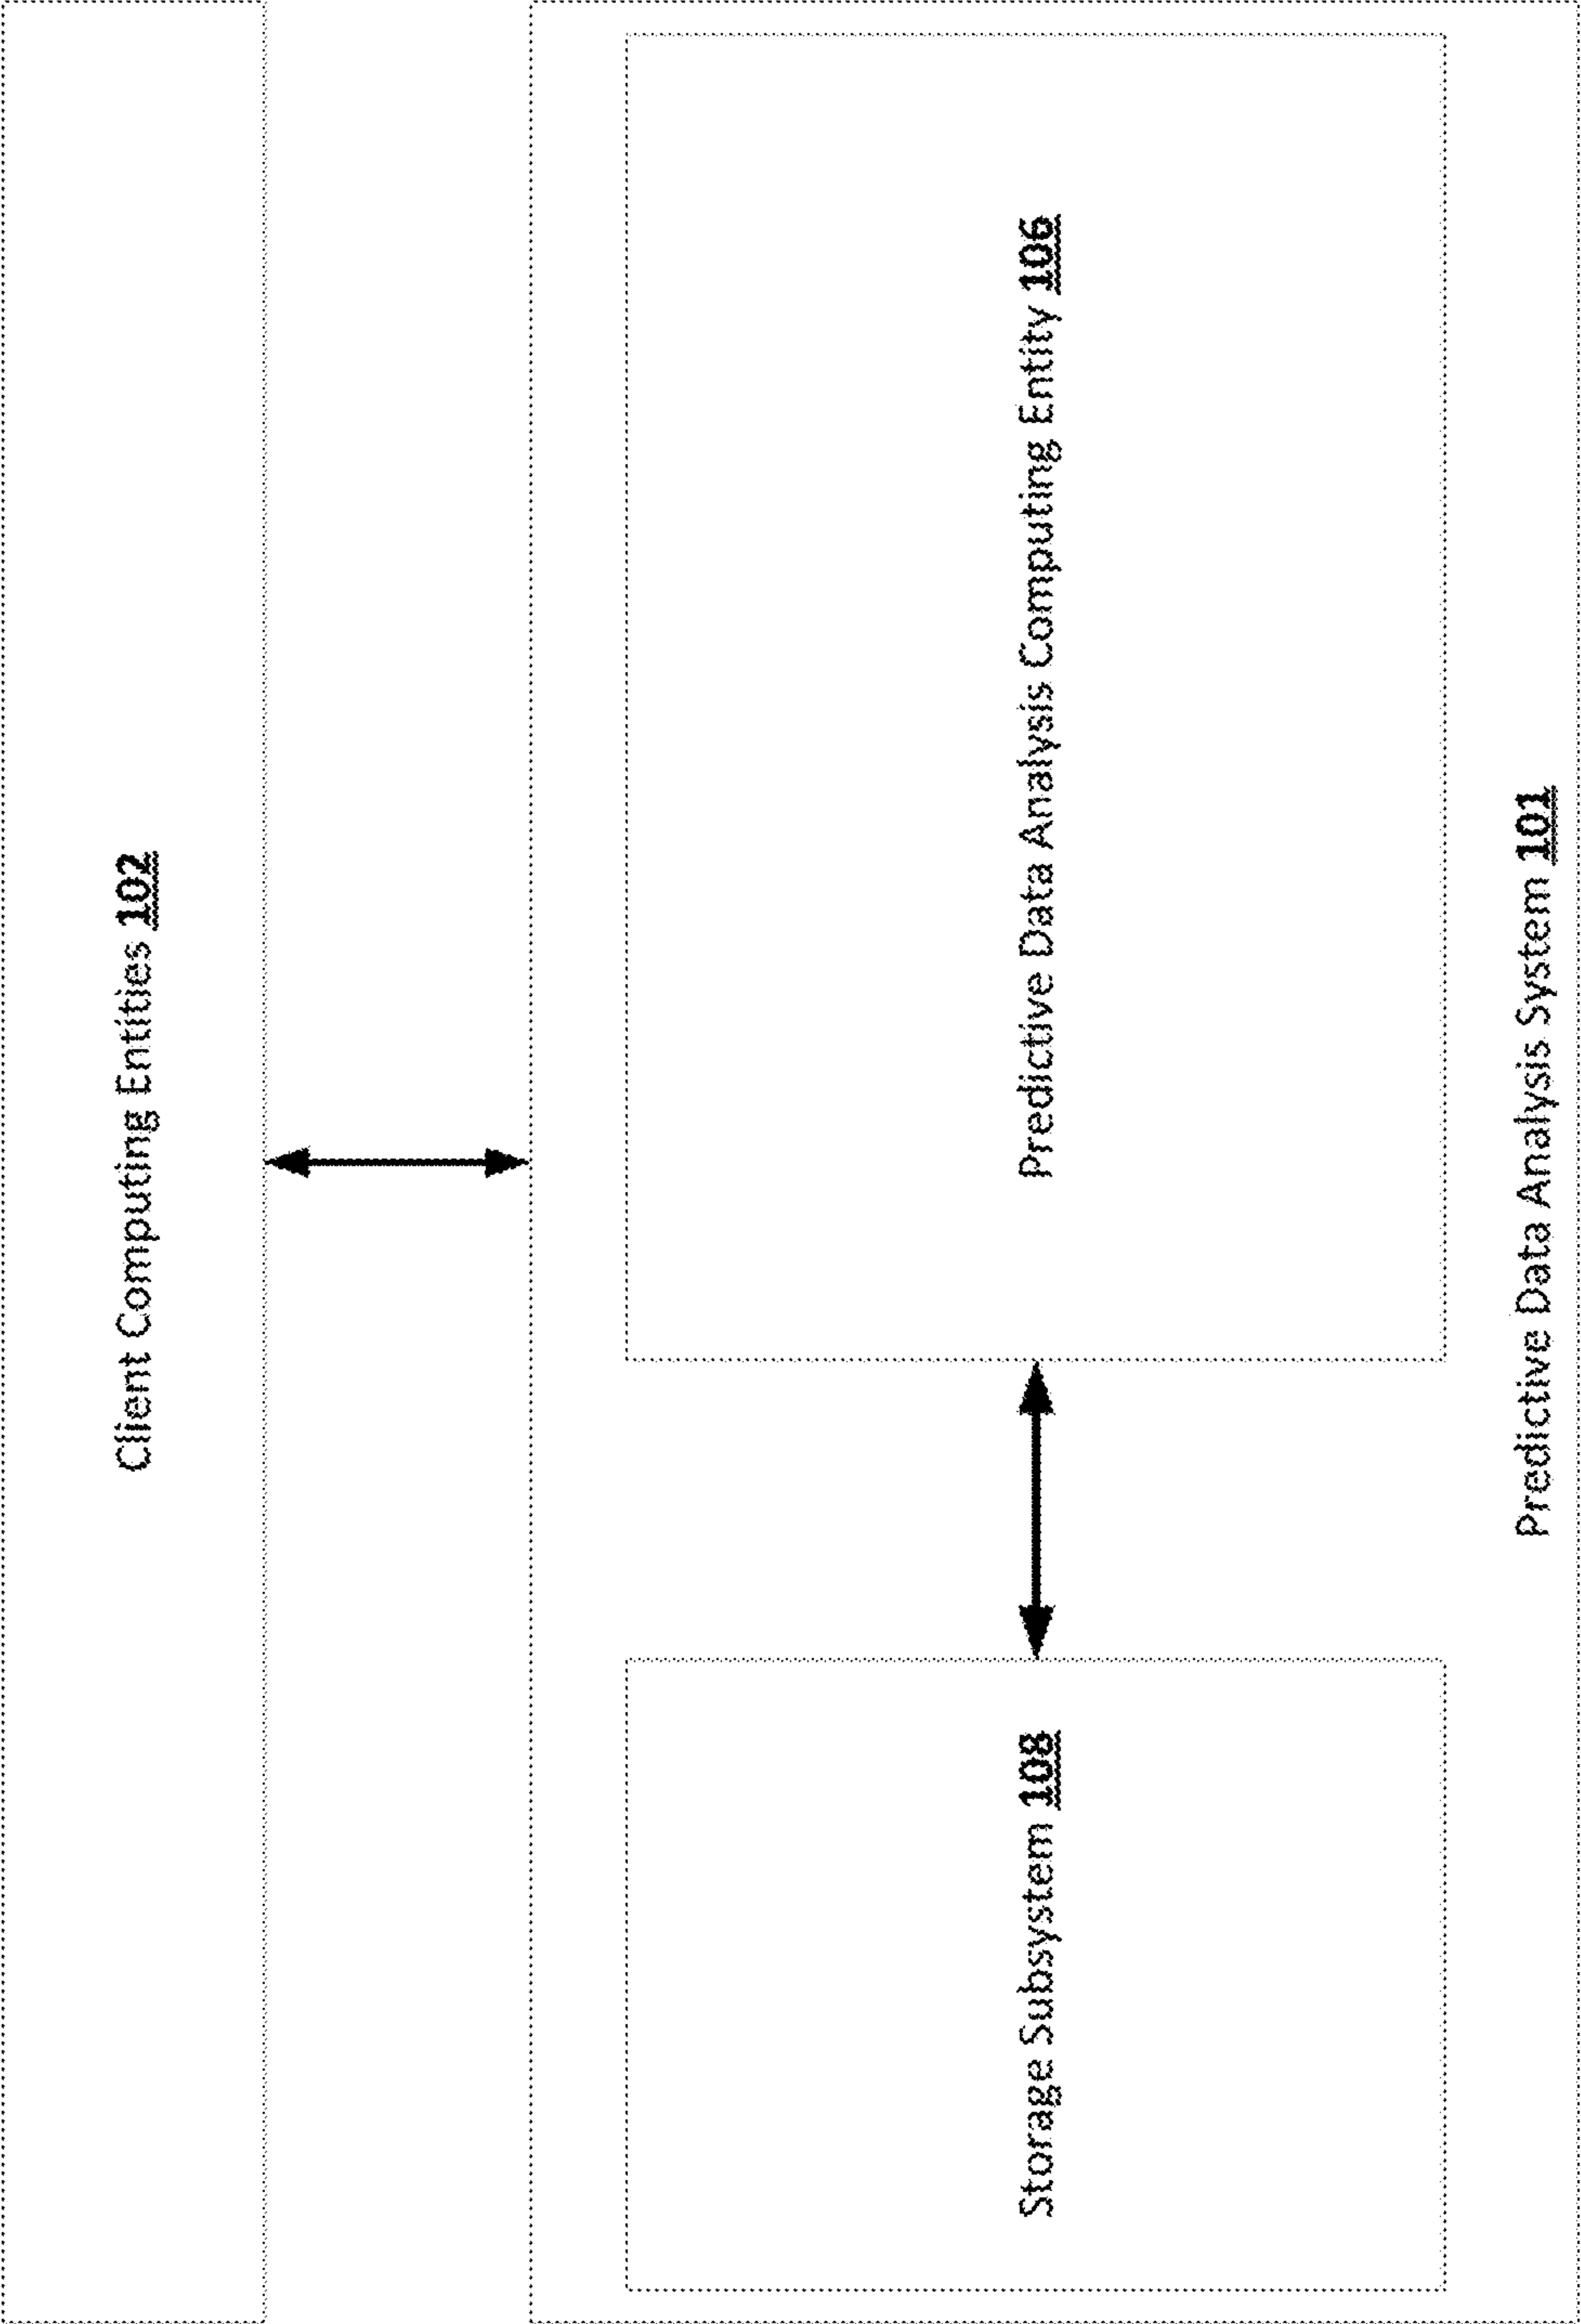 Client Computing Entities 102
Storage Subsystem 108
Predictive Data Analysis Computing Entity 106
Predictive Data Analysis System 101